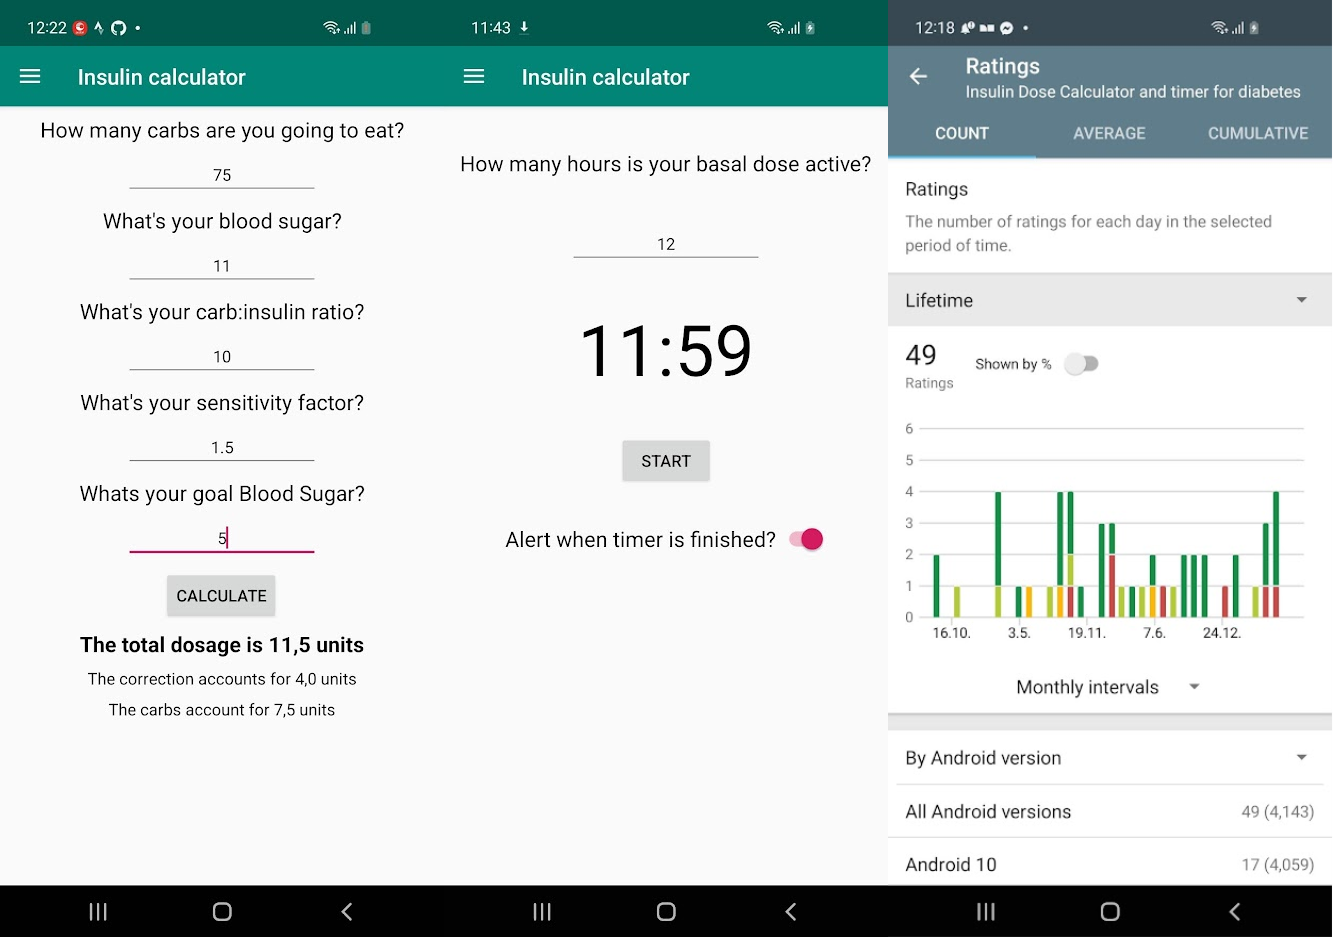 12:22
Insulin calculator
How many carbs are you going to eat?
75
What's your blood sugar?
11
What's your carb:insulin ratio?
10
What's your sensitivity factor?
1.5
Whats your goal Blood Sugar?
5
CALCULATE
The total dosage is 11,5 units
The correction accounts for 4,0 units
The carbs account for 7,5 units
11:43
Insulin calculator
How many hours is your basal dose active?
12
11:59
START
Alert when timer is finished?
12:18
Ratings
Insulin Dose Calculator and timer for diabetes
COUNT AVERAGE CUMULATIVE
Ratings
The number of ratings for each day in the selected
period of time.
Lifetime
49
Ratings
Shown by %
6
5
4
3
2
1
0
16.10. 3.5. 19.11. 7.6. 24.12.
Monthly intervals
By Android version
All Android versions 49 (4,143)
Android 10 17 (4,059)